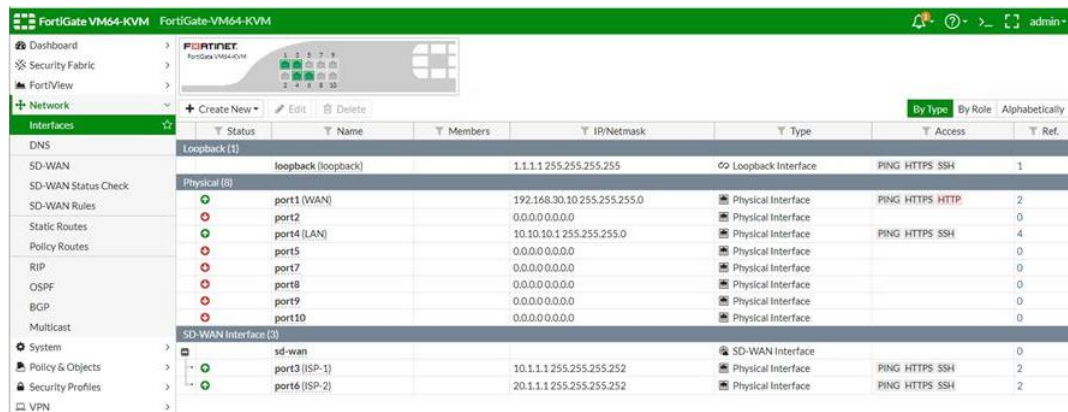 FortiGate VM64-KVM FortiGate-VM64-KVM admin
Dashboard
Security Fabric
FortiView
Network
Interfaces
DNS
SD-WAN
SD-WAN Status Check
SD-WAN Rules
Static Routes
Policy Routes
RIP
OSPF
BGP
Multicast
System
Policy & Objects
Security Profiles
VPN
FORTINET
FortiGate VM64-KVM
1 3 5 7 9
2 4 6 8 10
+ Create New Edit Delete By Type By Role Alphabetically
Status Name Members IP/Netmask Type Access Ref.
Loopback (1)
loopback (loopback) 1.1.1.1 255.255.255.255 Loopback Interface PING HTTPS SSH 1
Physical (8)
port1 (WAN) 192.168.30.10 255.255.255.0 Physical Interface PING HTTPS HTTP 2
port2 0.0.0.0 0.0.0.0 Physical Interface 0
port4 (LAN) 10.10.10.1 255.255.255.0 Physical Interface PING HTTPS SSH 4
port5 0.0.0.0 0.0.0.0 Physical Interface 0
port7 0.0.0.0 0.0.0.0 Physical Interface 0
port8 0.0.0.0 0.0.0.0 Physical Interface 0
port9 0.0.0.0 0.0.0.0 Physical Interface 0
port10 0.0.0.0 0.0.0.0 Physical Interface 0
SD-WAN Interface (3)
sd-wan SD-WAN Interface 0
port3 (ISP-1) 10.1.1.1 255.255.255.252 Physical Interface PING HTTPS SSH 2
port6 (ISP-2) 20.1.1.1 255.255.255.252 Physical Interface PING HTTPS SSH 2